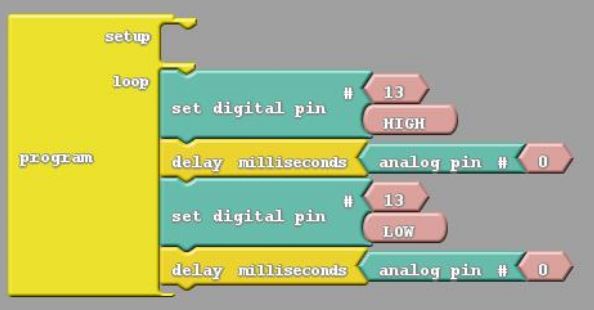 setup
loop
program
set digital pin # 13
HIGH
delay milliseconds analog pin # 0
set digital pin # 13
LOW
delay milliseconds analog pin # 0